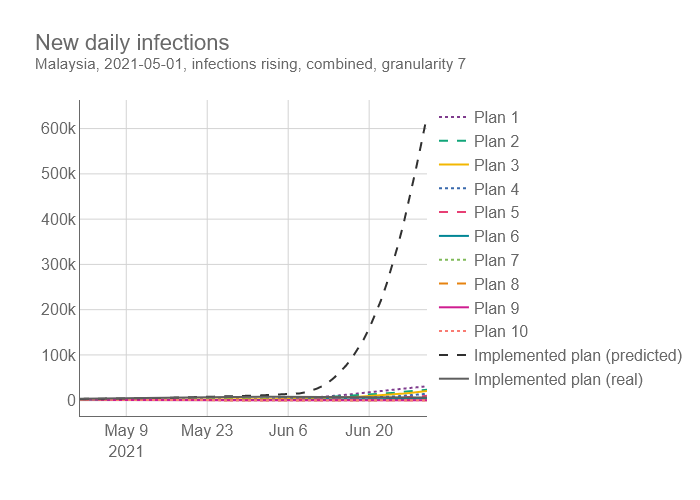 New daily infections
Malaysia, 2021-05-01, infections rising, combined, granularity 7
600k
500k
400k
300k
200k
100k
0
May 9
2021
May 23
Jun 6
Jun 20
Plan 1
Plan 2
Plan 3
Plan 4
Plan 5
Plan 6
Plan 7
Plan 8
Plan 9
Plan 10
Implemented plan (predicted)
Implemented plan (real)